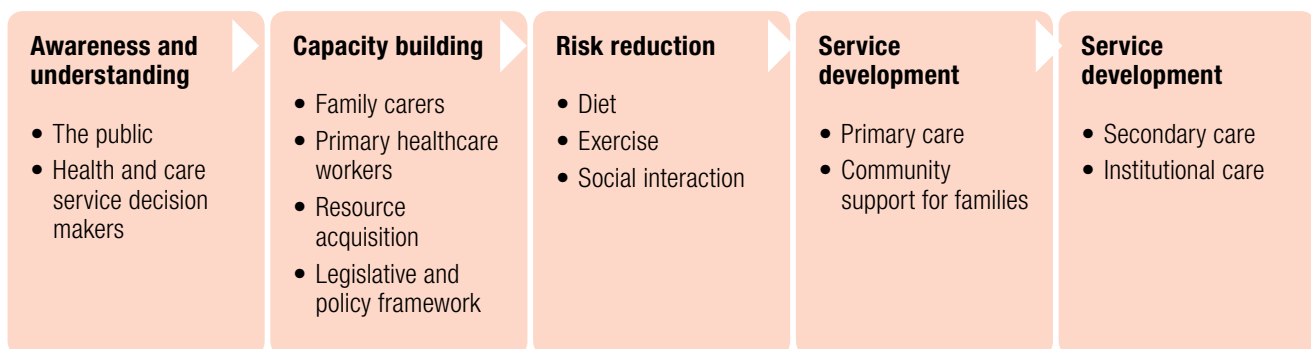 Awareness and
understanding
• The public
• Health and care
service decision
makers
Capacity building
• Family carers
• Primary healthcare
workers
• Resource
acquisition
• Legislative and
policy framework
Risk reduction
• Diet
• Exercise
• Social interaction
Service
development
• Primary care
• Community
support for families
Service
development
• Secondary care
• Institutional care